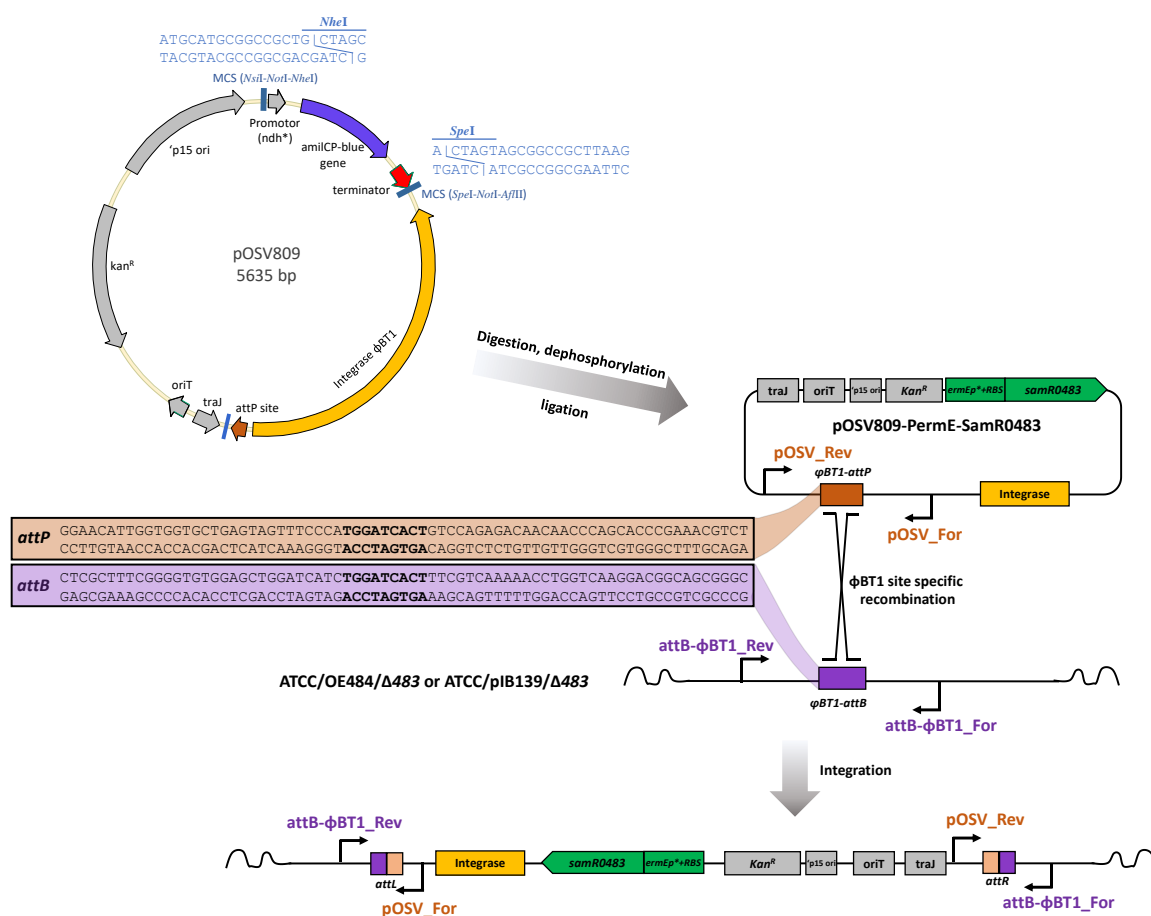 NheI
ATGCATGCGGCCGCTG CTAGC
TACGTACGCCGGCGACGATC G
MCS (NsiI-NotI-NheI)
Promotor
(ndh*)
amilCP-blue
gene
'p15 ori
SpeI
A CTAGTAGCGGCCGCTTAAG
TGATC ATCGCCGGCGAATTC
terminator
MCS (SpeI-NotI-AflII)
pOSV809
5635 bp
kanR
Integrase ϕBT1
oriT
traJ
attP site
Digestion, dephosphorylation
ligation
traJ
oriT
'p15 ori
KanR
ermEp*+RBS
samR0483
pOSV809-PermE-SamR0483
pOSV_Rev
φBT1-attP
Integrase
pOSV_For
attP
GGAACATTGGTGGTGCTGAGTAGTTTCCCATGGATCACTGTCCAGAGACAACAACCCAGCACCCGAAACGTCT
CCTTGTAACCACCACGACTCATCAAAGGGTACCTAGTGACAGGTCTCTGTTGTTGGGTCGTGGGCTTTGCAGA
attB
CTCGCTTTCGGGGTGTGGAGCTGGATCATCTGGATCACTTTCGTCAAAAACCTGGTCAAGGACGGCAGCGGGC
GAGCGAAAGCCCCACACCTCGACCTAGTAGACCTAGTGAAAGCAGTTTTTGGACCAGTTCCTGCCGTCGCCCG
ϕBT1 site specific
recombination
attB-ϕBT1_Rev
ATCC/OE484/Δ483 or ATCC/pIB139/Δ483
φBT1-attB
attB-ϕBT1_For
Integration
attB-ϕBT1_Rev
attL
pOSV_For
Integrase
samR0483
ermEp*+RBS
KanR
'p15 ori
oriT
traJ
pOSV_Rev
attR
attB-ϕBT1_For